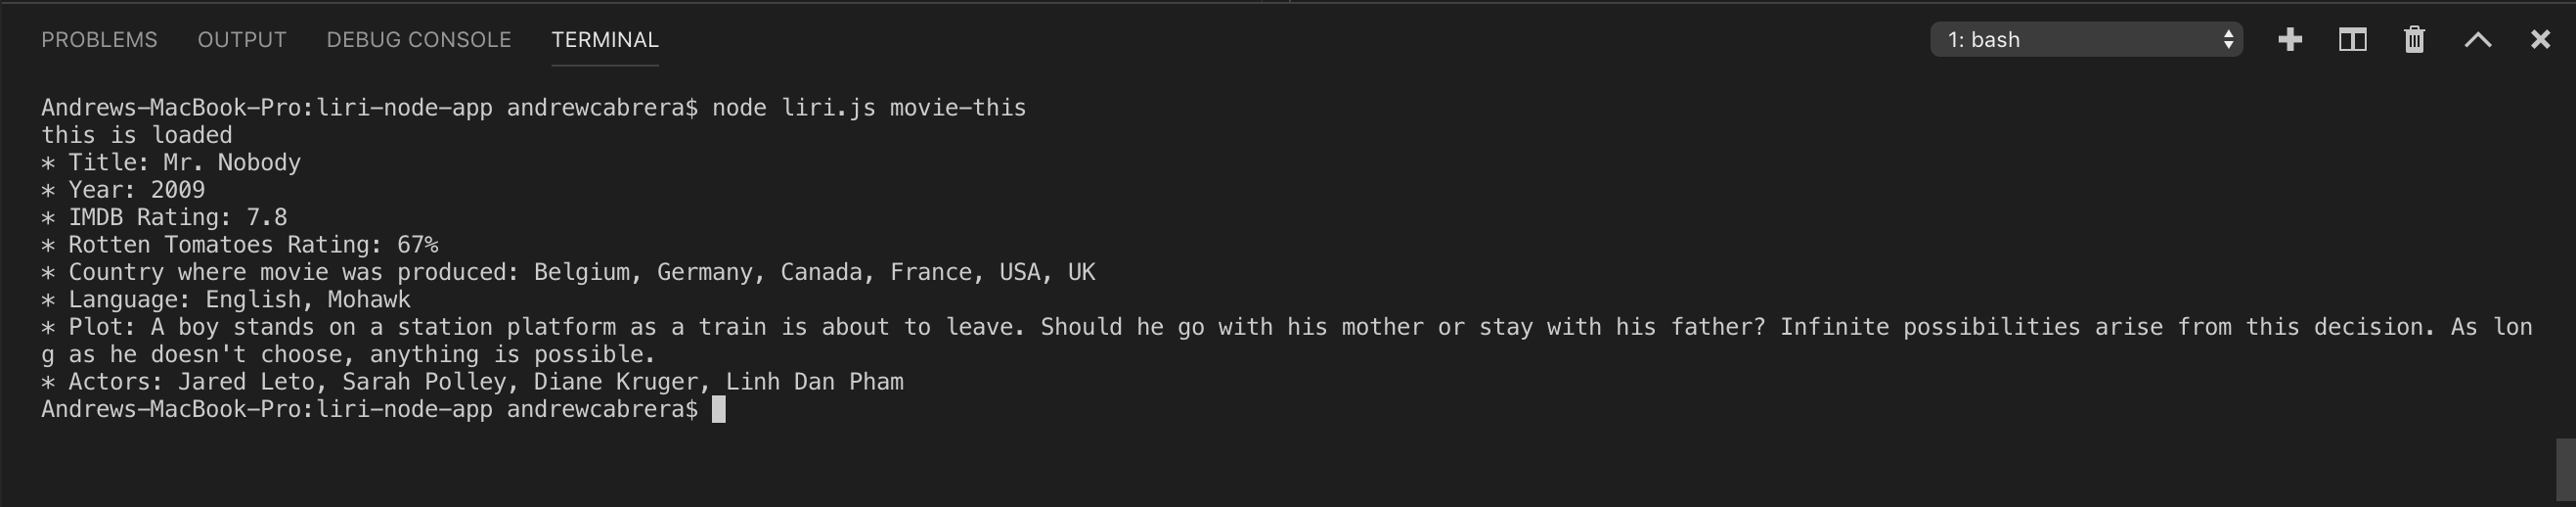 PROBLEMS OUTPUT DEBUG CONSOLE TERMINAL 1: bash
Andrews-MacBook-Pro:liri-node-app andrewcabrera$ node liri.js movie-this
this is loaded
* Title: Mr. Nobody
* Year: 2009
* IMDB Rating: 7.8
* Rotten Tomatoes Rating: 67%
* Country where movie was produced: Belgium, Germany, Canada, France, USA, UK
* Language: English, Mohawk
* Plot: A boy stands on a station platform as a train is about to leave. Should he go with his mother or stay with his father? Infinite possibilities arise from this decision. As lon
g as he doesn't choose, anything is possible.
* Actors: Jared Leto, Sarah Polley, Diane Kruger, Linh Dan Pham
Andrews-MacBook-Pro:liri-node-app andrewcabrera$